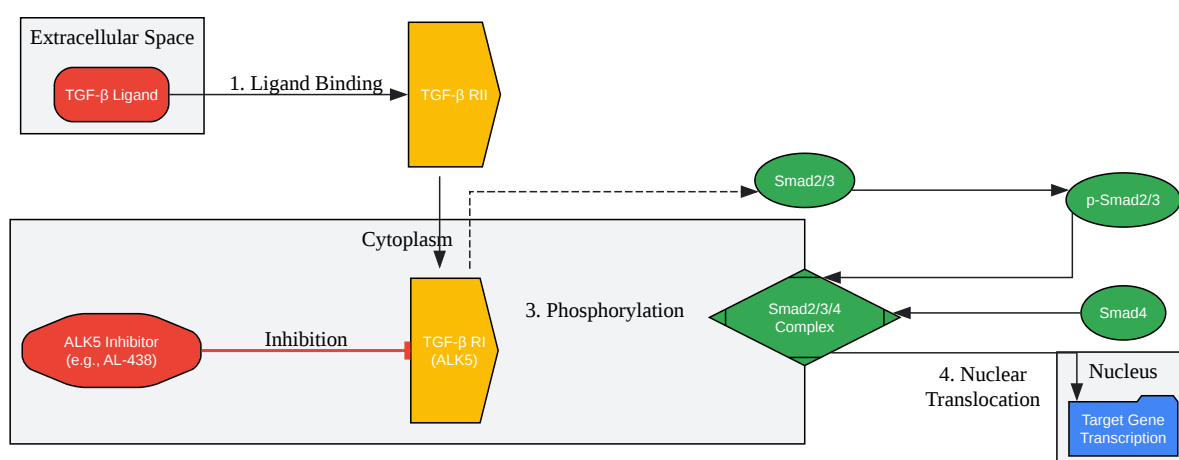 Extracellular Space
TGF-β Ligand
1. Ligand Binding
TGF-β RII
Smad2/3
p-Smad2/3
Cytoplasm
3. Phosphorylation
Smad2/3/4
Complex
Smad4
ALK5 Inhibitor
(e.g., AL-438)
Inhibition
TGF-β RI
(ALK5)
4. Nuclear
Translocation
Nucleus
Target Gene
Transcription